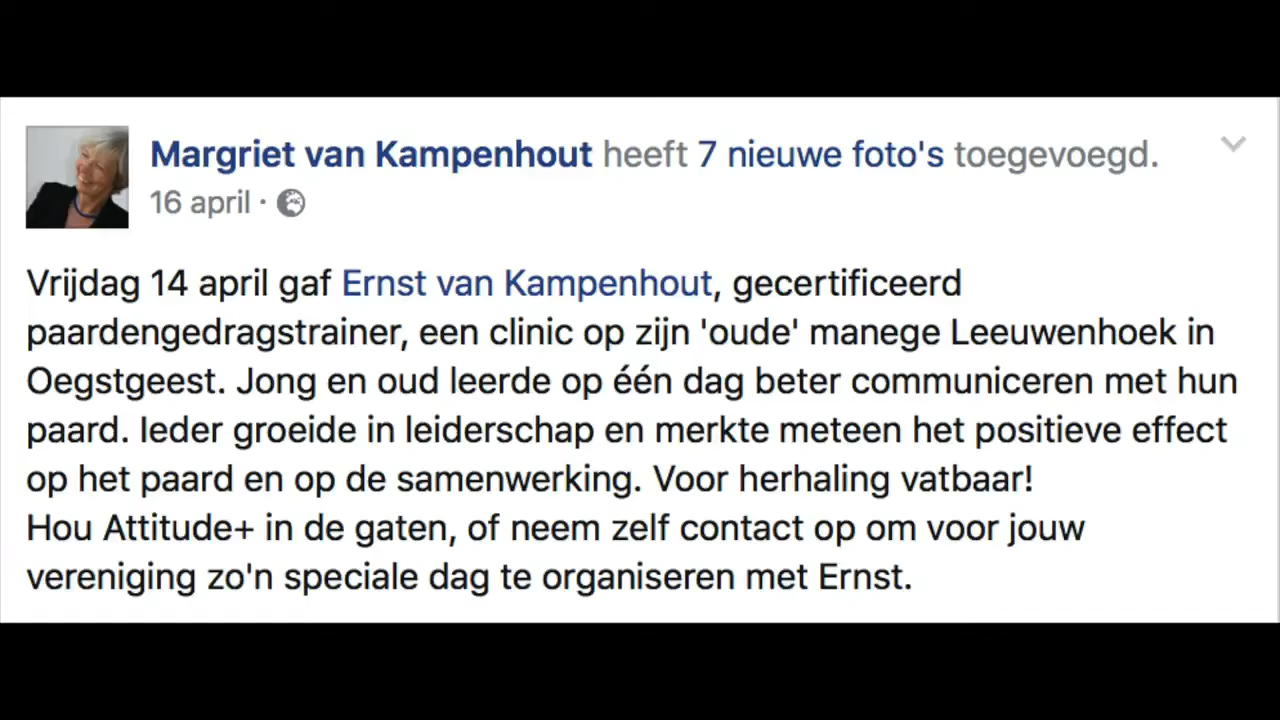 Margriet van Kampenhout heeft 7 nieuwe foto's toegevoegd.
16 april ·
Vrijdag 14 april gaf Ernst van Kampenhout, gecertificeerd
paardengedragstrainer, een clinic op zijn 'oude' manege Leeuwenhoek in
Oegstgeest. Jong en oud leerde op één dag beter communiceren met hun
paard. Ieder groeide in leiderschap en merkte meteen het positieve effect
op het paard en op de samenwerking. Voor herhaling vatbaar!
Hou Attitude+ in de gaten, of neem zelf contact op om voor jouw
vereniging zo'n speciale dag te organiseren met Ernst.